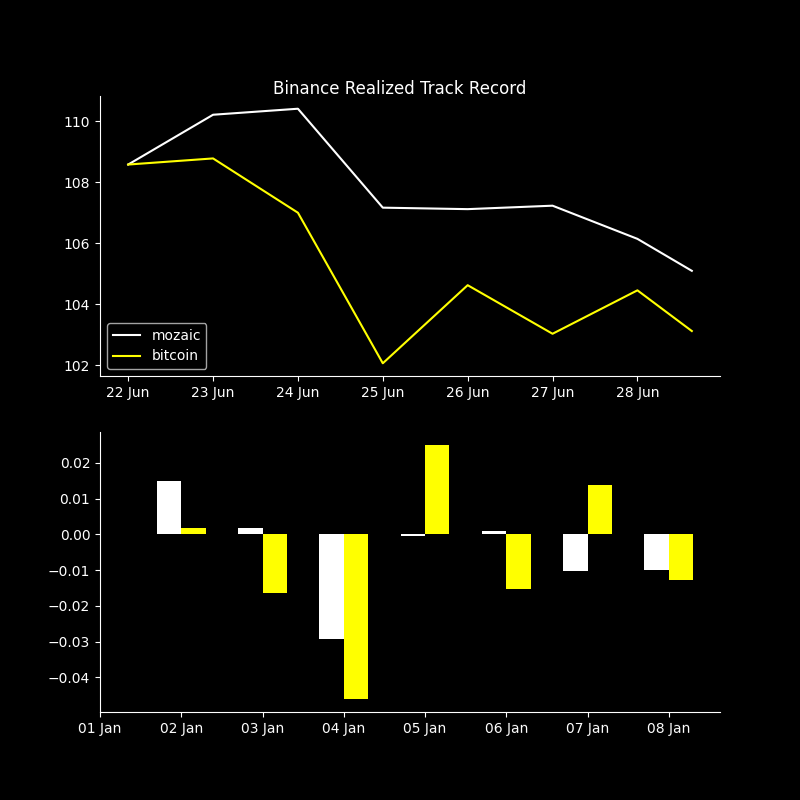 Binance Realized Track Record
110
108
106
104
102
mozaic
bitcoin
22 Jun 23 Jun 24 Jun 25 Jun 26 Jun 27 Jun 28 Jun
0.02
0.01
0.00
−0.01
−0.02
−0.03
−0.04
01 Jan 02 Jan 03 Jan 04 Jan 05 Jan 06 Jan 07 Jan 08 Jan